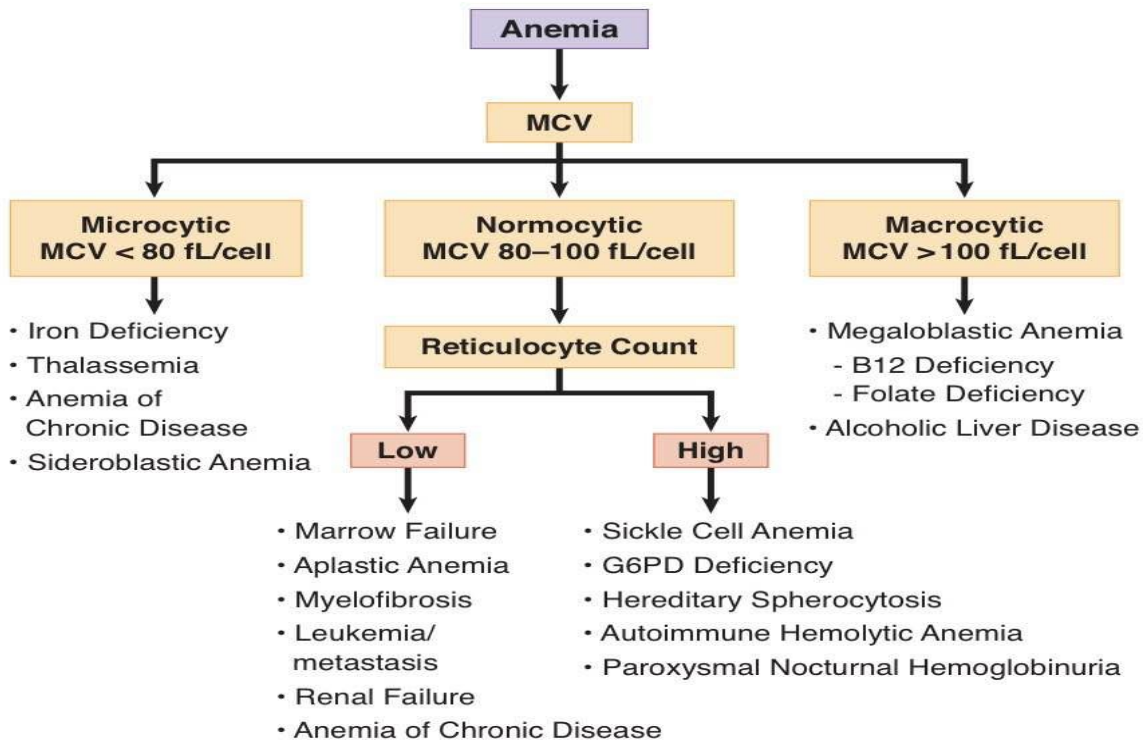 Anemia
MCV
Microcytic
MCV < 80 fL/cell
Normocytic
MCV 80–100 fL/cell
Macrocytic
MCV > 100 fL/cell
• Iron Deficiency
• Thalassemia
• Anemia of
Chronic Disease
• Sideroblastic Anemia
Reticulocyte Count
• Megaloblastic Anemia
- B12 Deficiency
- Folate Deficiency
• Alcoholic Liver Disease
Low
High
• Marrow Failure
• Aplastic Anemia
• Myelofibrosis
• Leukemia/
metastasis
• Renal Failure
• Anemia of Chronic Disease
• Sickle Cell Anemia
• G6PD Deficiency
• Hereditary Spherocytosis
• Autoimmune Hemolytic Anemia
• Paroxysmal Nocturnal Hemoglobinuria